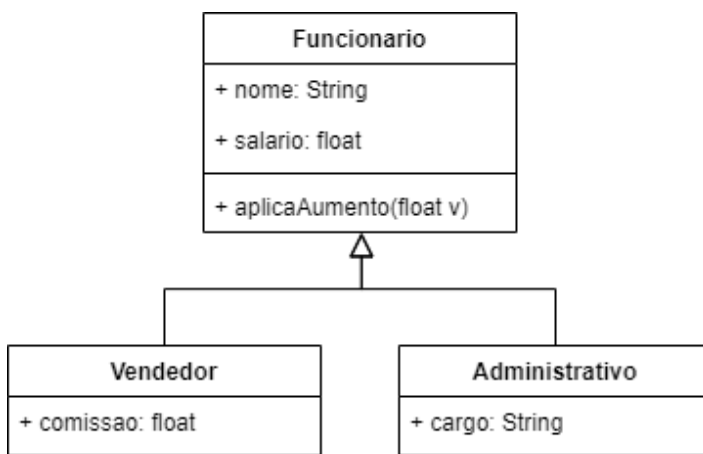 Funcionario
+ nome: String
+ salario: float
+ aplicaAumento(float v)
Vendedor
+ comissao: float
Administrativo
+ cargo: String